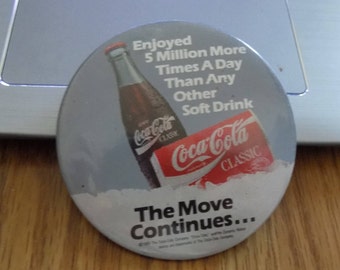 Enjoyed
5 Million More
Times A Day
Than Any
Other
Soft Drink
Coca-Cola
CLASSIC
Coca-Cola
CLASSIC
The Move
Continues...